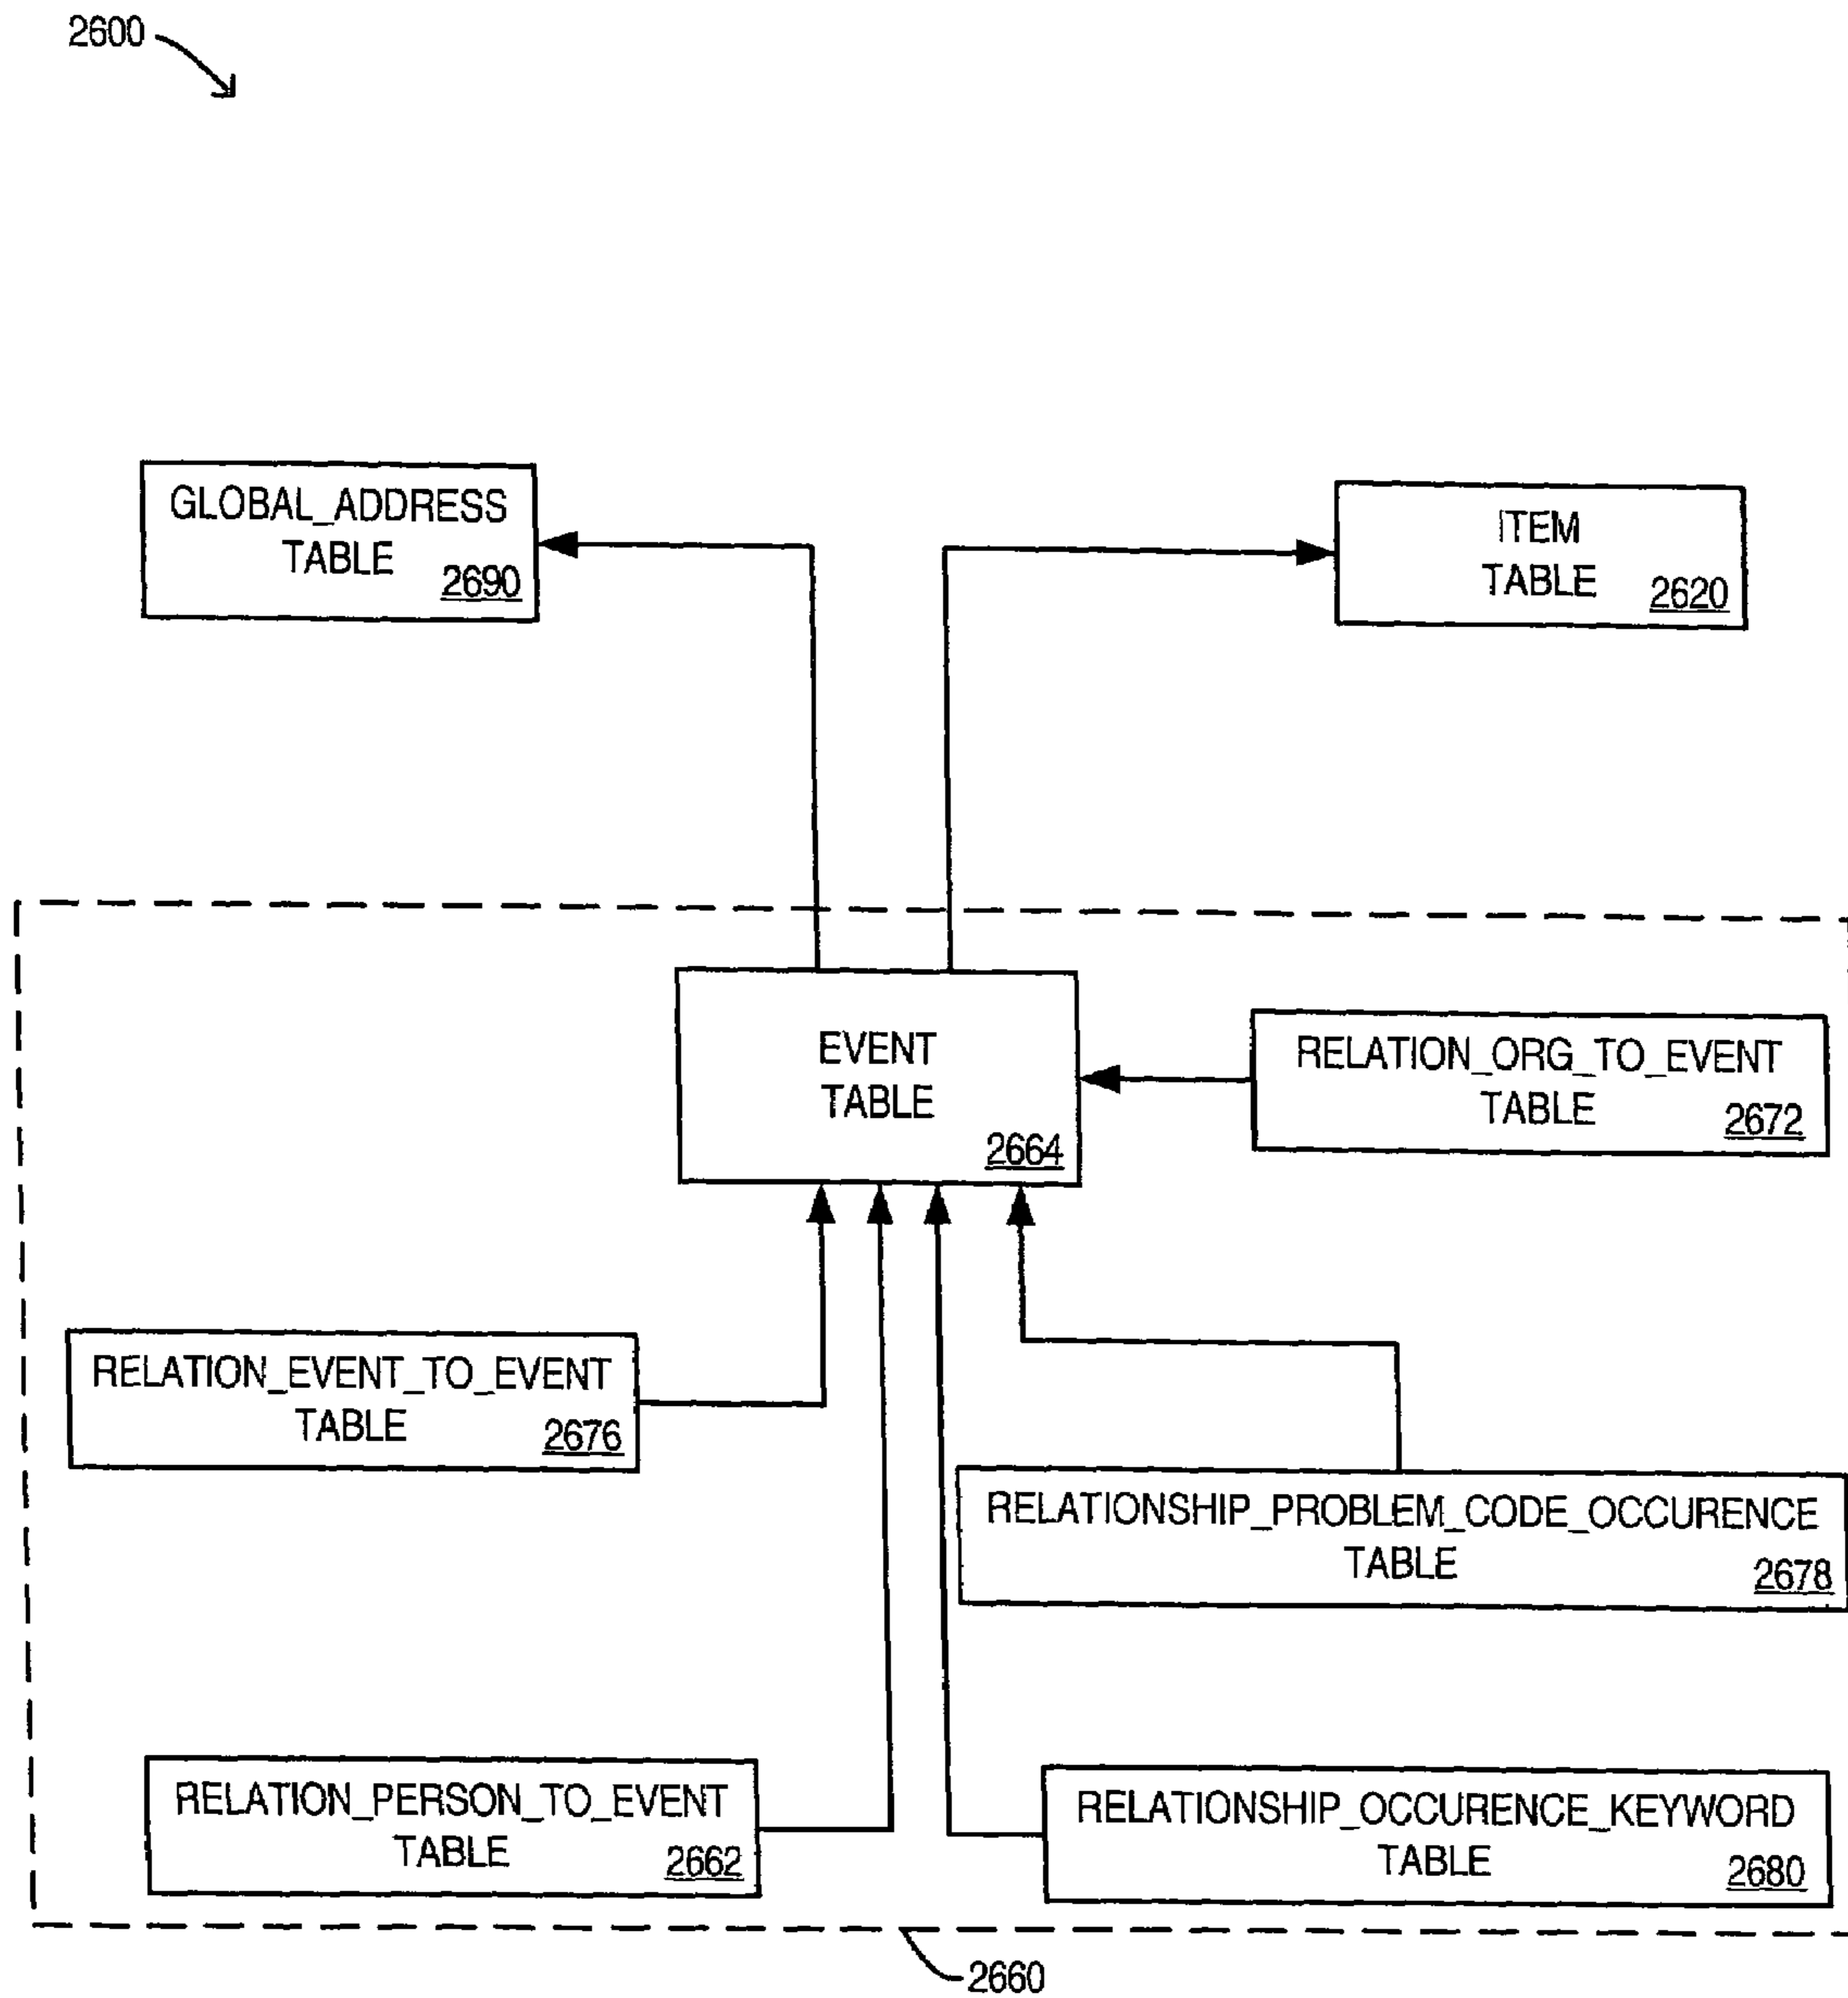 2600
GLOBAL_ADDRESS
TABLE
2690
ITEM
TABLE
2620
EVENT
TABLE
2664
RELATION_ORG_TO_EVENT
TABLE
2672
RELATION_EVENT_TO_EVENT
TABLE
2676
RELATIONSHIP_PROBLEM_CODE_OCCURENCE
TABLE
2678
RELATION_PERSON_TO_EVENT
TABLE
2662
RELATIONSHIP_OCCURENCE_KEYWORD
TABLE
2680
2660